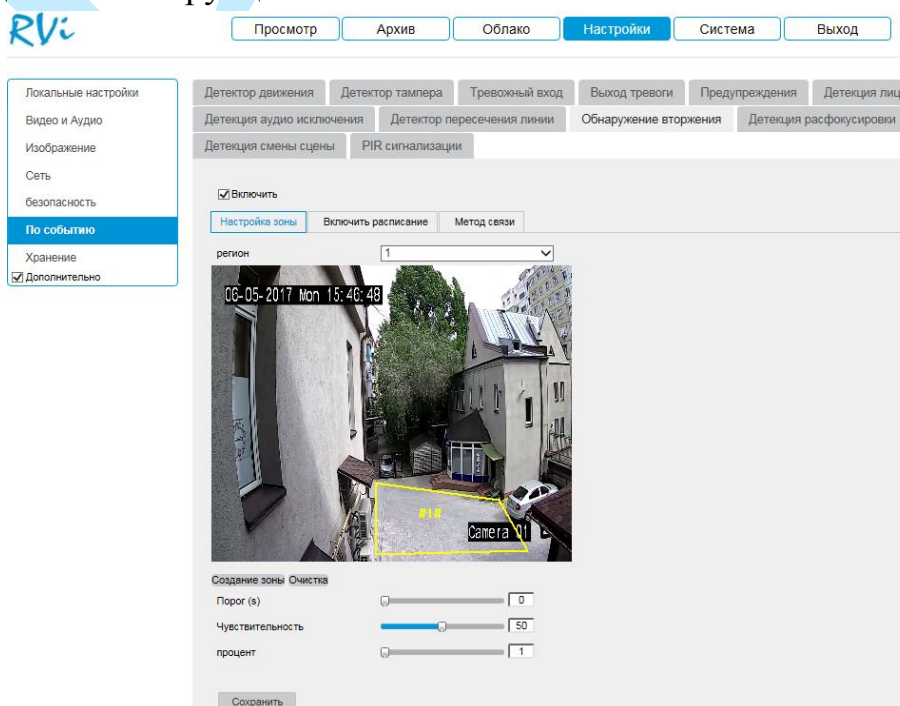 RVi
Просмотр Архив Облако Настройки Система Выход
Локальные настройки
Видео и Аудио
Изображение
Сеть
безопасность
По событию
Хранение
Дополнительно
Детектор движения Детектор тампера Тревожный вход Выход тревоги Предупреждения Детекция лиц
Детекция аудио исключения Детектор пересечения линии Обнаружение вторжения Детекция расфокусировки
Детекция смены сцены PIR сигнализации
Включить
Настройка зоны Включить расписание Метод связи
регион 1
06-05-2017 Mon 15:46:48
#1#
Camera 01
Создание зоны Очистка
Порог (s) 0
Чувствительность 50
процент 1
Сохранить